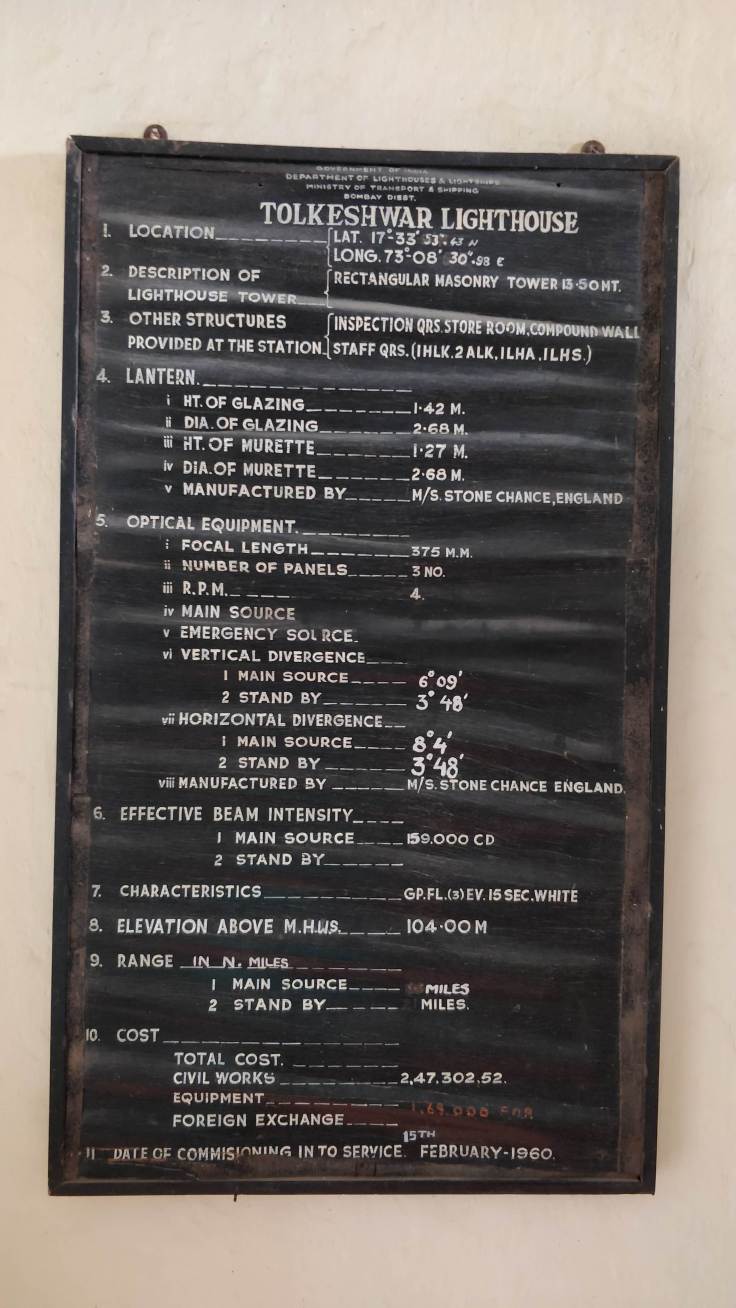 GOVERNMENT OF INDIA
DEPARTMENT OF LIGHTHOUSES & LIGHTSHIPS
MINISTRY OF TRANSPORT & SHIPPING
BOMBAY DISST.
TOLKESHWAR LIGHTHOUSE
1. LOCATION LAT. 17°-33' 53".43 N
LONG. 73°-08' 30".98 E
2. DESCRIPTION OF RECTANGULAR MASONRY TOWER 13·50 MT.
LIGHTHOUSE TOWER
3. OTHER STRUCTURES INSPECTION QRS. STORE ROOM, COMPOUND WALL
PROVIDED AT THE STATION. STAFF QRS. (1HLK. 2 ALK, 1LHA, 1LHS.)
4. LANTERN.
i HT. OF GLAZING 1·42 M.
ii DIA. OF GLAZING 2·68 M.
iii HT. OF MURETTE 1·27 M.
iv DIA. OF MURETTE 2·68 M.
v MANUFACTURED BY M/S. STONE CHANCE, ENGLAND
5. OPTICAL EQUIPMENT.
i FOCAL LENGTH 375 M.M.
ii NUMBER OF PANELS 3 NO.
iii R.P.M. 4.
iv MAIN SOURCE
v EMERGENCY SOURCE
vi VERTICAL DIVERGENCE
1 MAIN SOURCE 6° 09'
2 STAND BY 3° 48'
vii HORIZONTAL DIVERGENCE
1 MAIN SOURCE 8° 4'
2 STAND BY 3° 48'
viii MANUFACTURED BY M/S. STONE CHANCE ENGLAND.
6. EFFECTIVE BEAM INTENSITY
1 MAIN SOURCE 159.000 CD
2 STAND BY
7. CHARACTERISTICS GP. FL. (3) EV. 15 SEC. WHITE
8. ELEVATION ABOVE M.H.W.S. 104·00 M
9. RANGE IN N. MILES
1 MAIN SOURCE MILES
2 STAND BY MILES.
10. COST
TOTAL COST.
CIVIL WORKS 2,47,302,52.
EQUIPMENT
FOREIGN EXCHANGE
11 DATE OF COMMISIONING IN TO SERVICE. 15TH FEBRUARY-1960.